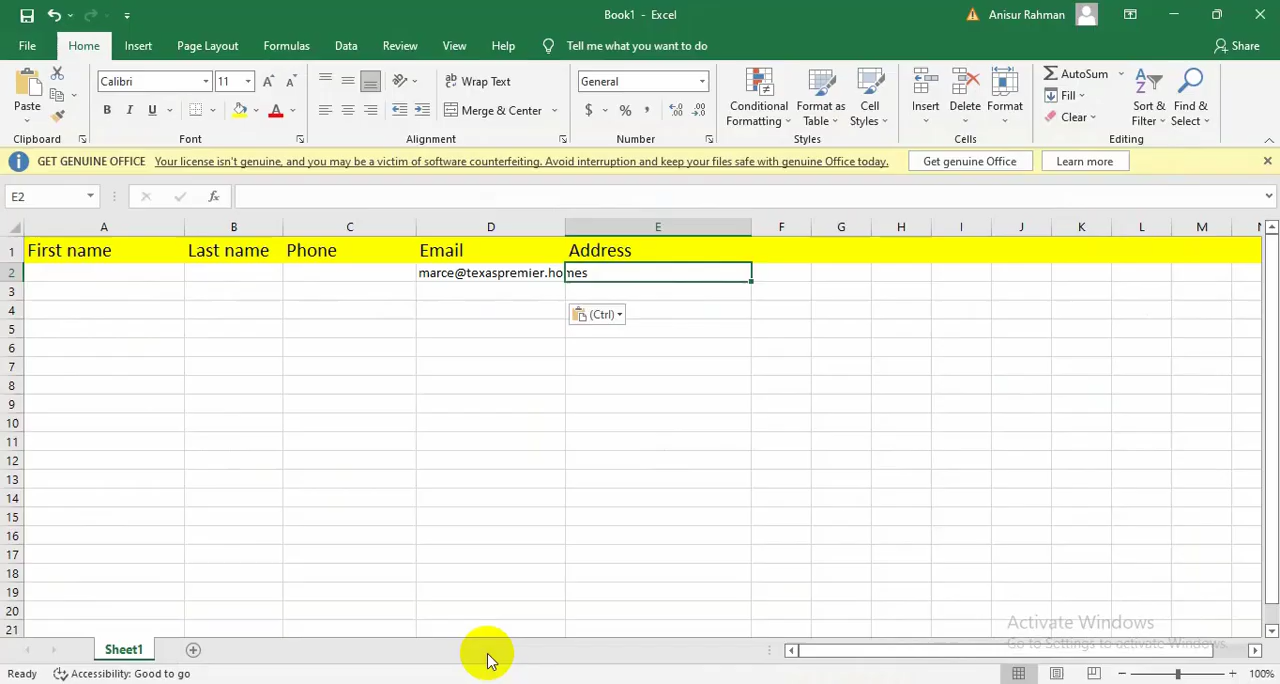 Book1 - Excel
Anisur Rahman
File Home Insert Page Layout Formulas Data Review View Help Tell me what you want to do Share
Paste
Calibri 11
B I U
Wrap Text
Merge & Center
General
$ % ,
Conditional Formatting
Format as Table
Cell Styles
Insert Delete Format
AutoSum
Fill
Clear
Sort & Filter
Find & Select
Clipboard Font Alignment Number Styles Cells Editing
GET GENUINE OFFICE Your license isn't genuine, and you may be a victim of software counterfeiting. Avoid interruption and keep your files safe with genuine Office today. Get genuine Office Learn more
E2 fx
A B C D E F G H I J K L M N
1 First name Last name Phone Email Address
2 marce@texaspremier.homes
3
(Ctrl)
4
5
6
7
8
9
10
11
12
13
14
15
16
17
18
19
20
21
Activate Windows
Go to Settings to activate Windows.
Sheet1
Ready Accessibility: Good to go 100%